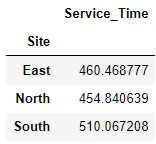 Service_Time
Site
East 460.468777
North 454.840639
South 510.067208